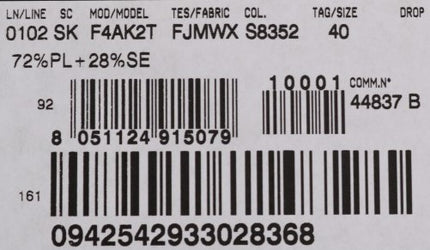 LN/LINE SC MOD/MODEL TES/FABRIC COL. TAG/SIZE DROP
0102 SK F4AK2T FJMWX S8352 40
72%PL+28%SE
10001 COMM.N°
92 44837 B
8 051124 915079
161
0942542933028368